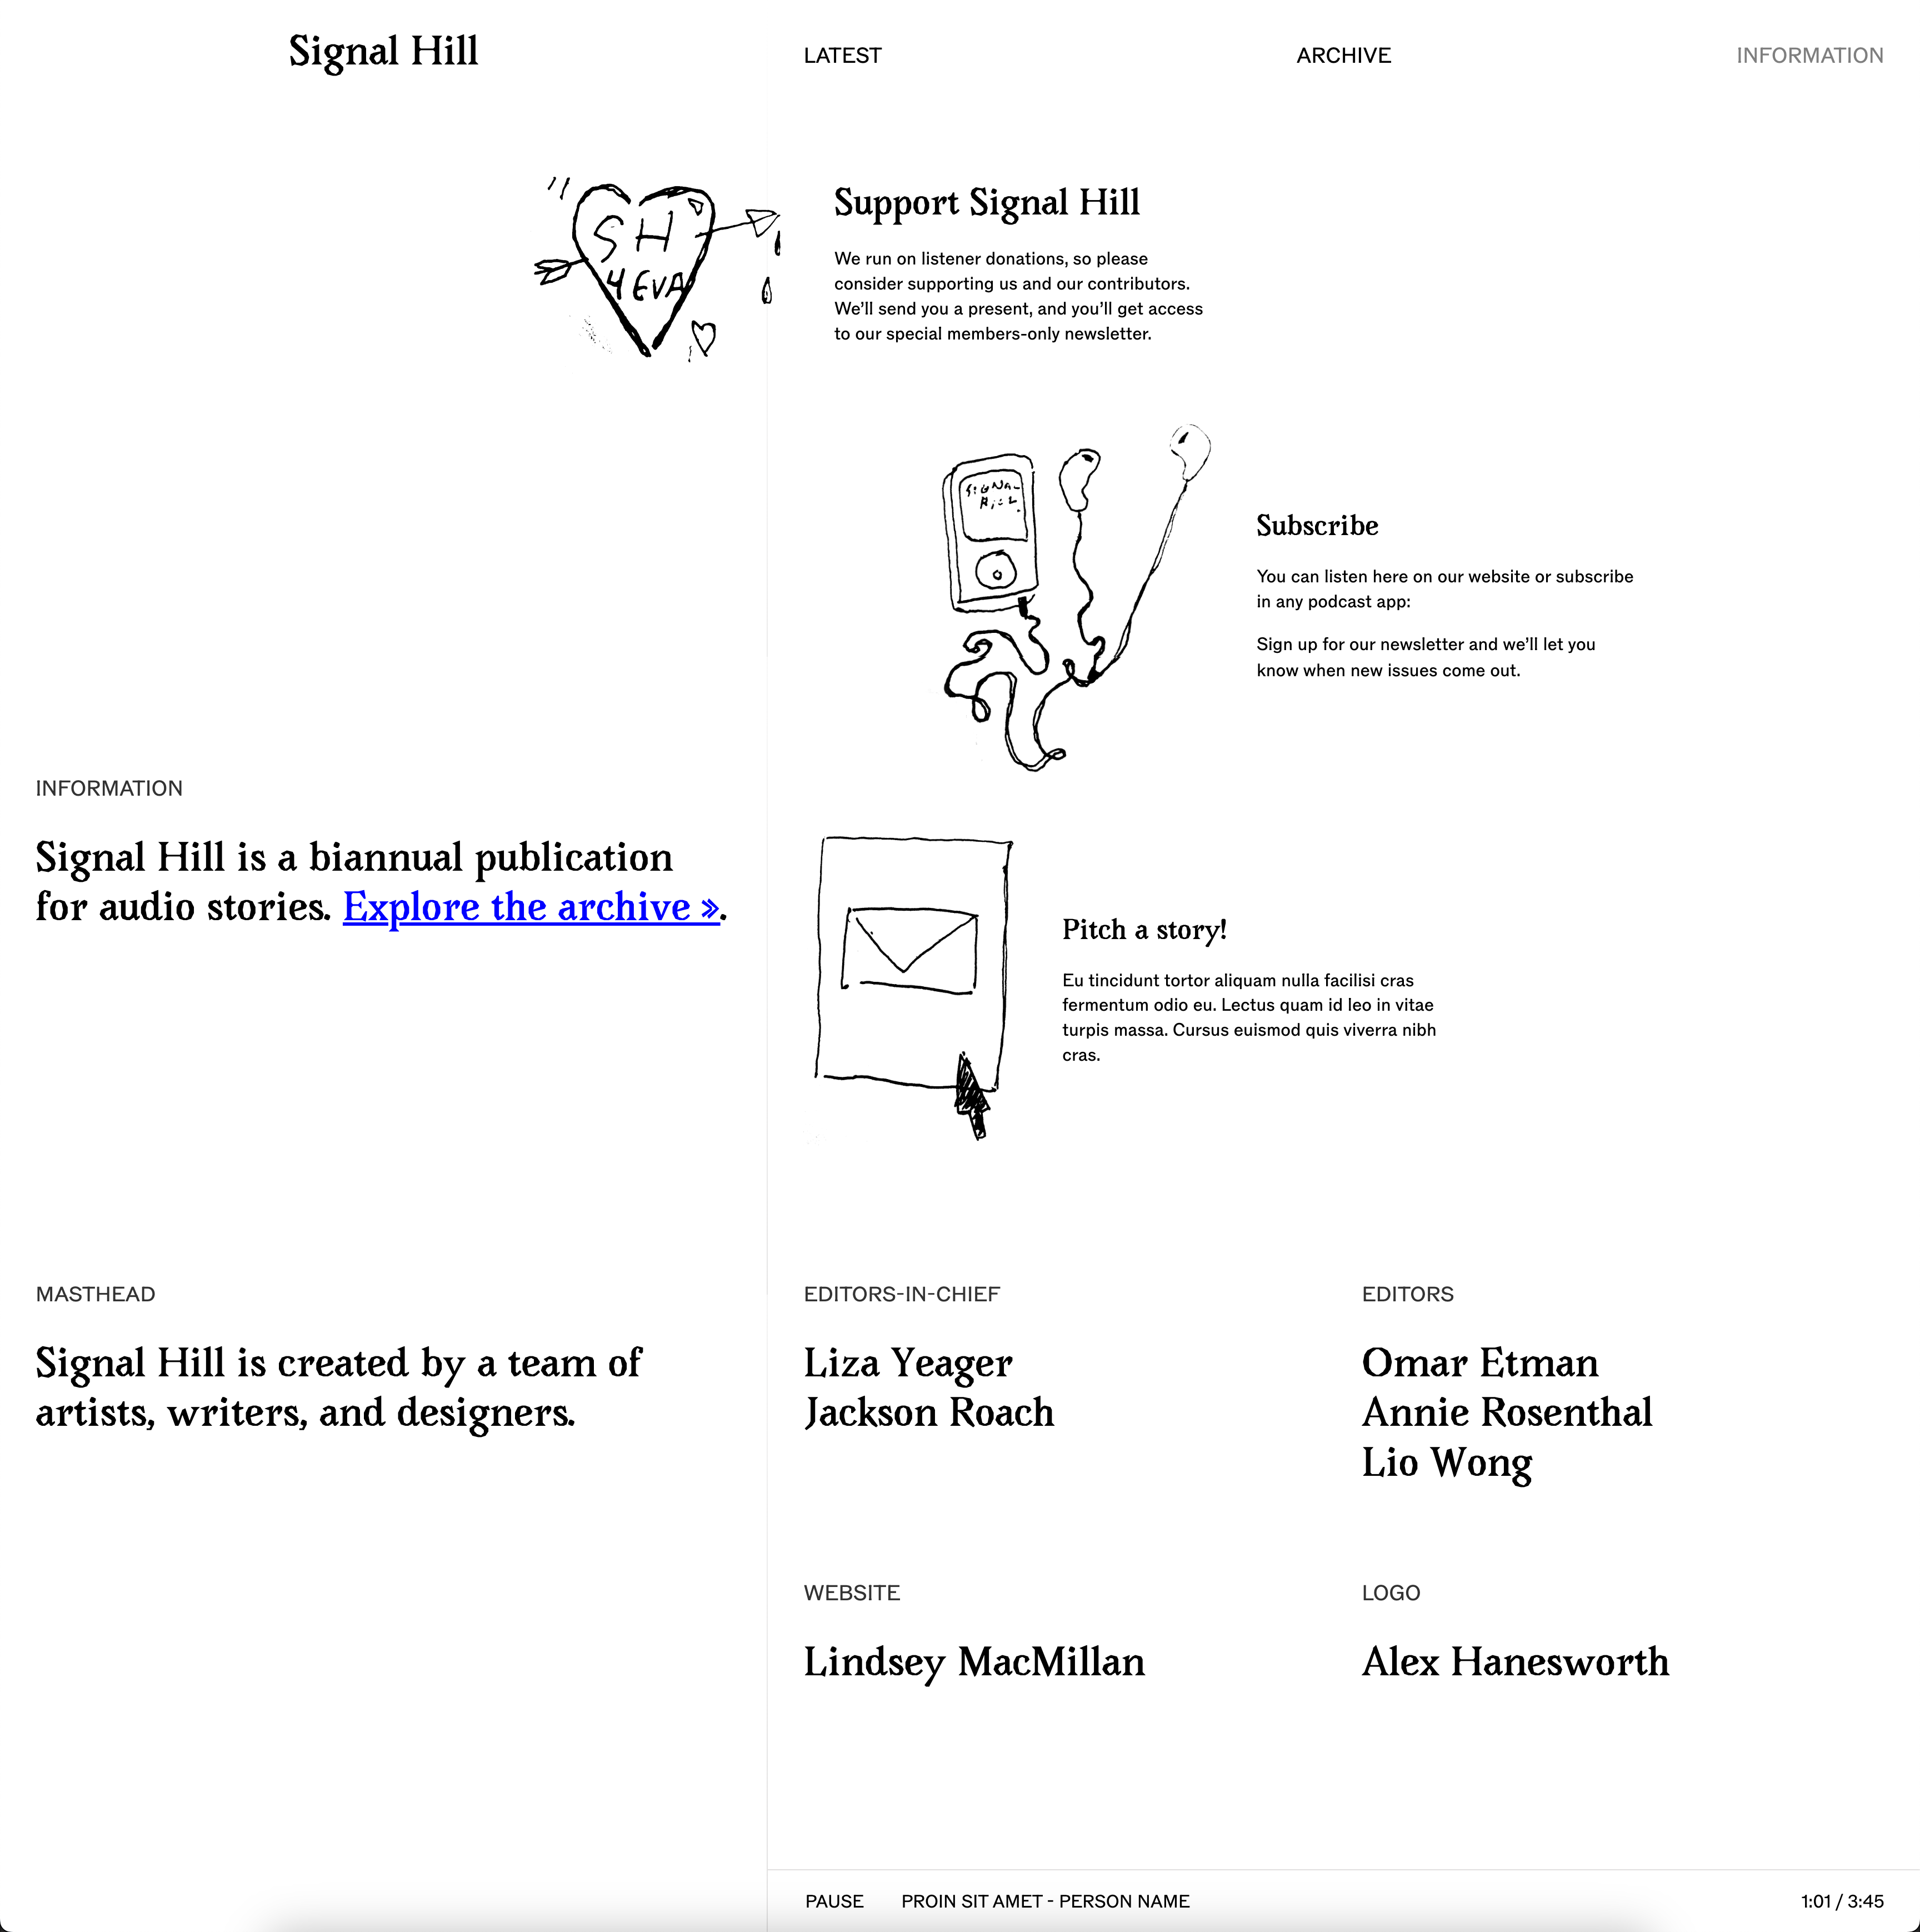 Signal Hill
LATEST
ARCHIVE
INFORMATION
SH
4 EVA
Support Signal Hill
We run on listener donations, so please
consider supporting us and our contributors.
We’ll send you a present, and you’ll get access
to our special members-only newsletter.
SIGNAL
HILL
Subscribe
You can listen here on our website or subscribe
in any podcast app:
Sign up for our newsletter and we’ll let you
know when new issues come out.
INFORMATION
Signal Hill is a biannual publication
for audio stories. Explore the archive ».
Pitch a story!
Eu tincidunt tortor aliquam nulla facilisi cras
fermentum odio eu. Lectus quam id leo in vitae
turpis massa. Cursus euismod quis viverra nibh
cras.
MASTHEAD
Signal Hill is created by a team of
artists, writers, and designers.
EDITORS-IN-CHIEF
Liza Yeager
Jackson Roach
EDITORS
Omar Etman
Annie Rosenthal
Lio Wong
WEBSITE
Lindsey MacMillan
LOGO
Alex Hanesworth
PAUSE
PROIN SIT AMET - PERSON NAME
1:01 / 3:45